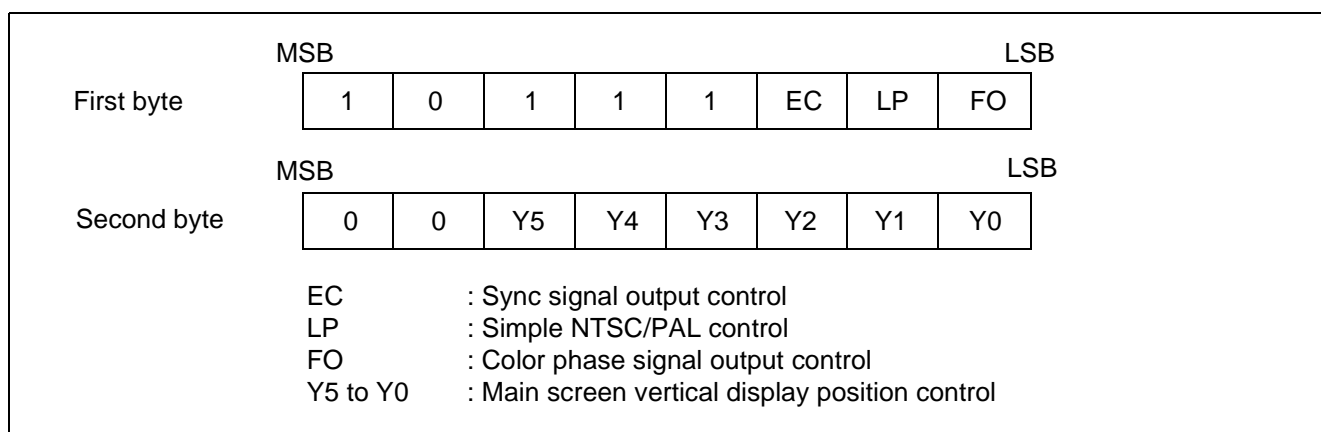 MSB LSB
First byte 1 0 1 1 1 EC LP FO
MSB LSB
Second byte 0 0 Y5 Y4 Y3 Y2 Y1 Y0
EC : Sync signal output control
LP : Simple NTSC/PAL control
FO : Color phase signal output control
Y5 to Y0 : Main screen vertical display position control